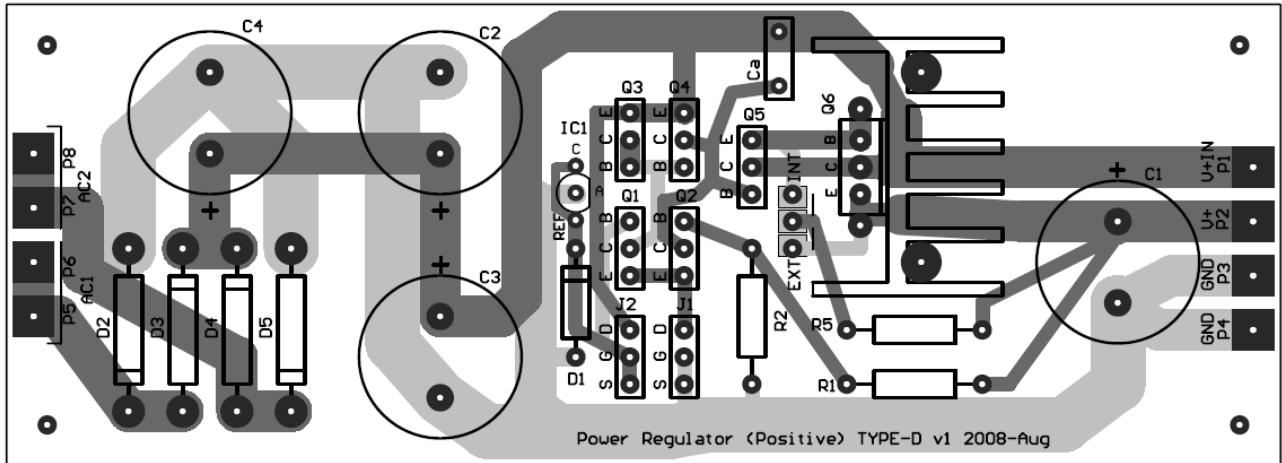 C4
C2
Q3
Q4
Ca
Q6
Q5
IC1
C
A
REF
E
C
B
E
C
B
E
C
B
B
C
E
INT
EXT
P8
P7
AC2
P6
P5
AC1
+
+
+
+
C1
V+IN
P1
V+
P2
GND
P3
GND
P4
Q1
Q2
B
C
E
B
C
E
C3
D2
D3
D4
D5
J2
J1
D
G
S
D
G
S
D1
R2
R5
R1
Power Regulator (Positive) TYPE-D v1 2008-Aug